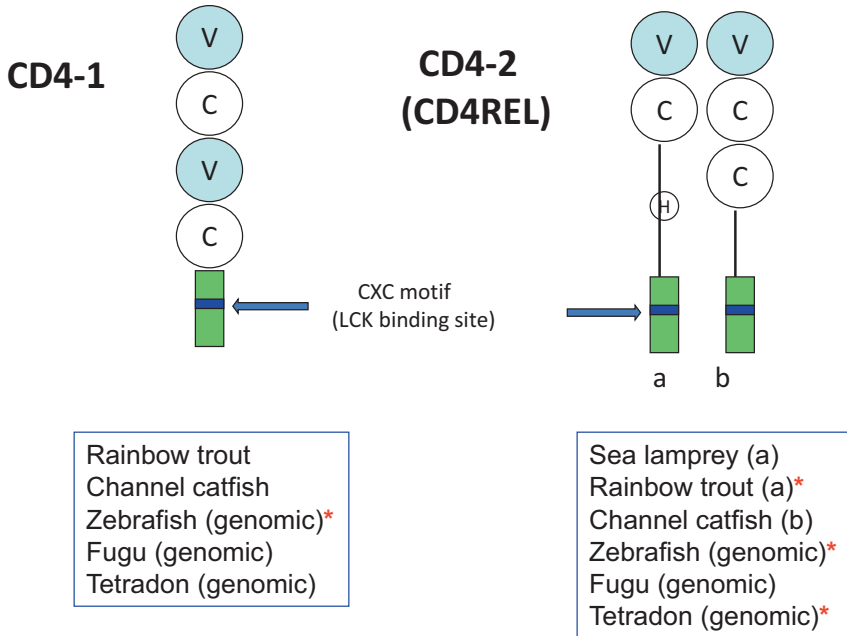 CD4-1
V
C
V
C
CD4-2
(CD4REL)
V
C
H
V
C
C
CXC motif
(LCK binding site)
a
b
Rainbow trout
Channel catfish
Zebrafish (genomic)*
Fugu (genomic)
Tetradon (genomic)
Sea lamprey (a)
Rainbow trout (a)*
Channel catfish (b)
Zebrafish (genomic)*
Fugu (genomic)
Tetradon (genomic)*